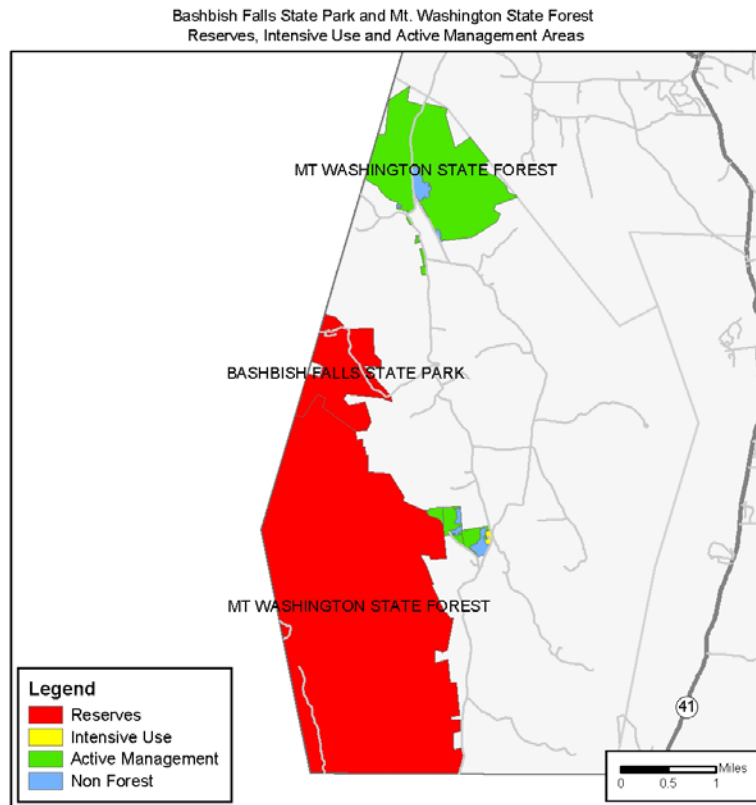 Bashbish Falls State Park and Mt. Washington State Forest
Reserves, Intensive Use and Active Management Areas
MT WASHINGTON STATE FOREST
BASHBISH FALLS STATE PARK
MT WASHINGTON STATE FOREST
Legend
Reserves
Intensive Use
Active Management
Non Forest
41
Miles
0 0.5 1